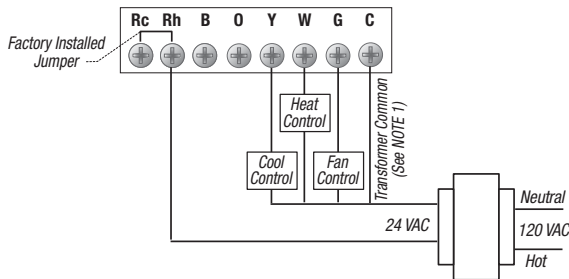 Rc Rh B O Y W G C
Factory Installed
Jumper
Heat
Control
Cool
Control
Fan
Control
Transformer Common
(See NOTE 1)
24 VAC
Neutral
120 VAC
Hot